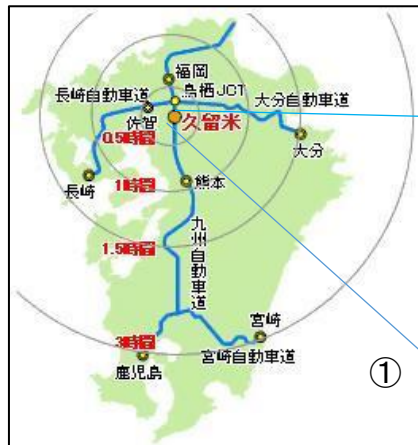 福岡
鳥栖JCT
長崎自動車道
大分自動車道
佐賀
久留米
0.5時間
大分
長崎
1時間
熊本
九州自動車道
1.5時間
宮崎
3時間
宮崎自動車道
鹿児島
①